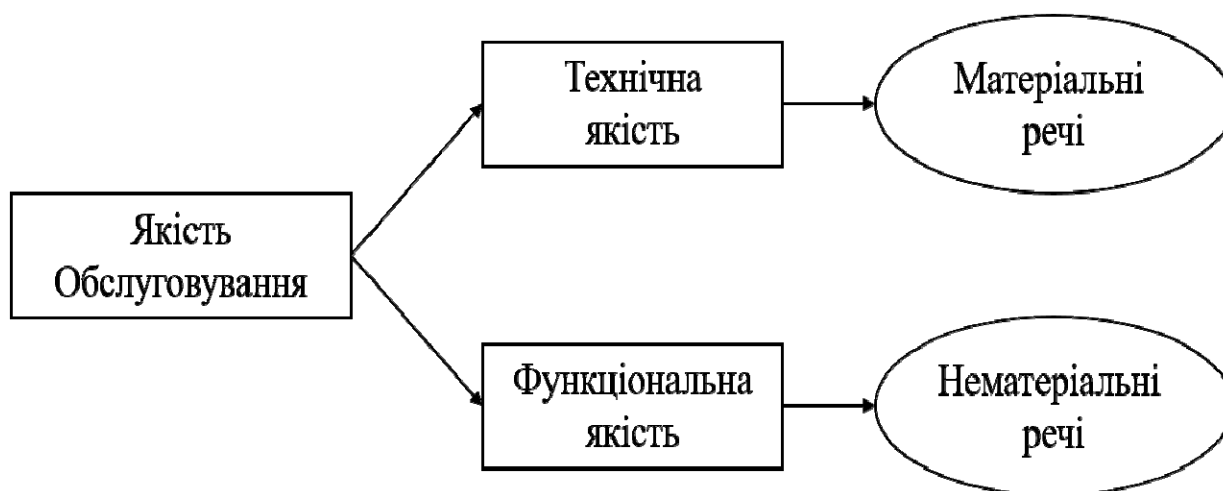 Технічна
якість
Матеріальні
речі
Якість
Обслуговування
Функціональна
якість
Нематеріальні
речі